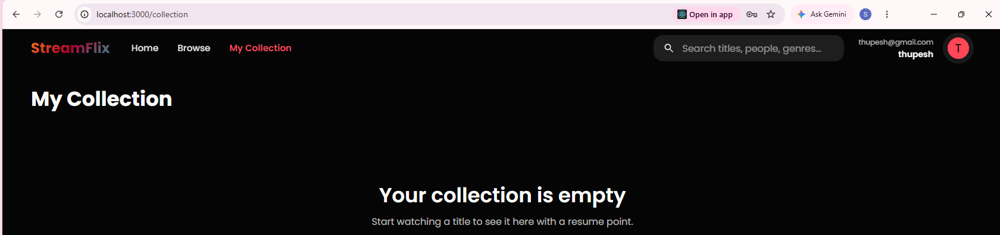 localhost:3000/collection
Open in app
Ask Gemini
S
StreamFlix
Home
Browse
My Collection
Search titles, people, genres...
thupesh@gmail.com
thupesh
T
My Collection
Your collection is empty
Start watching a title to see it here with a resume point.